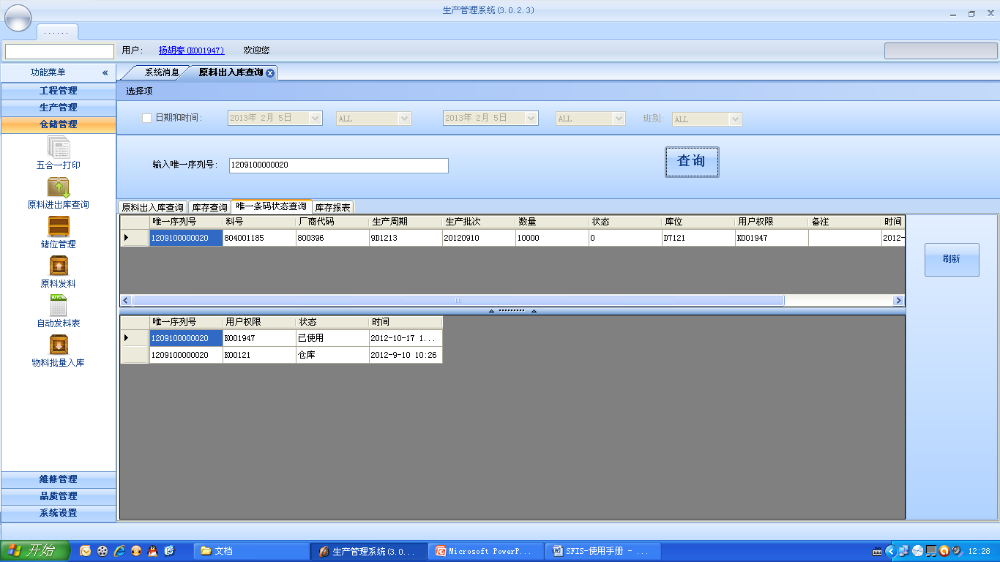 生产管理系统(3.0.2.3)
......
用户: 杨胡春(K001947) 欢迎您
功能菜单 «
系统消息 原料出入库查询
工程管理
生产管理
仓储管理
五合一打印
原料进出库查询
储位管理
原料发料
自动发料表
物料批量入库
维修管理
品质管理
系统设置
选择项
日期和时间: 2013年 2月 5日 ALL 2013年 2月 5日 ALL 班别: ALL
输入唯一序列号: 1209100000020 查询
原料出入库查询 库存查询 唯一条码状态查询 库存报表
唯一序列号 料号 厂商代码 生产周期 生产批次 数量 状态 库位 用户权限 备注 时间
1209100000020 804001185 800396 9D1213 20120910 10000 0 D7121 K001947 2012-
刷新
唯一序列号 用户权限 状态 时间
1209100000020 K001947 已使用 2012-10-17 1...
1209100000020 K00121 仓库 2012-9-10 10:26
开始 文档 生产管理系统(3.0... Microsoft PowerP... SFIS-使用手册 - ... 12:28